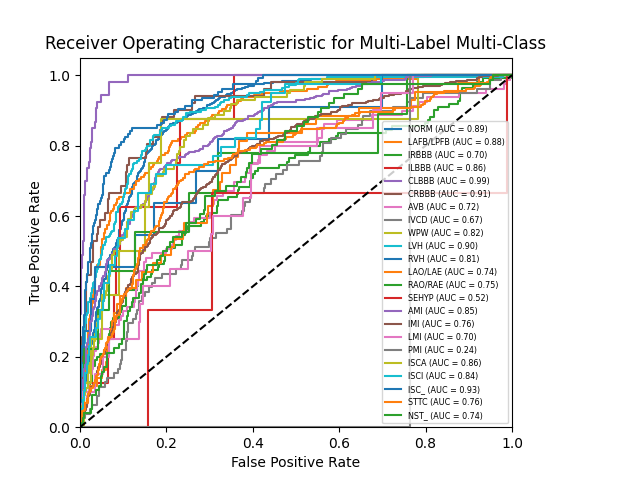 Receiver Operating Characteristic for Multi-Label Multi-Class
True Positive Rate
1.0
0.8
0.6
0.4
0.2
0.0
NORM (AUC = 0.89)
LAFB/LPFB (AUC = 0.88)
IRBBB (AUC = 0.70)
ILBBB (AUC = 0.86)
CLBBB (AUC = 0.99)
CRBBB (AUC = 0.91)
AVB (AUC = 0.72)
IVCD (AUC = 0.67)
WPW (AUC = 0.82)
LVH (AUC = 0.90)
RVH (AUC = 0.81)
LAO/LAE (AUC = 0.74)
RAO/RAE (AUC = 0.75)
SEHYP (AUC = 0.52)
AMI (AUC = 0.85)
IMI (AUC = 0.76)
LMI (AUC = 0.70)
PMI (AUC = 0.24)
ISCA (AUC = 0.86)
ISCI (AUC = 0.84)
ISC_ (AUC = 0.93)
STTC (AUC = 0.76)
NST_ (AUC = 0.74)
0.0 0.2 0.4 0.6 0.8 1.0
False Positive Rate